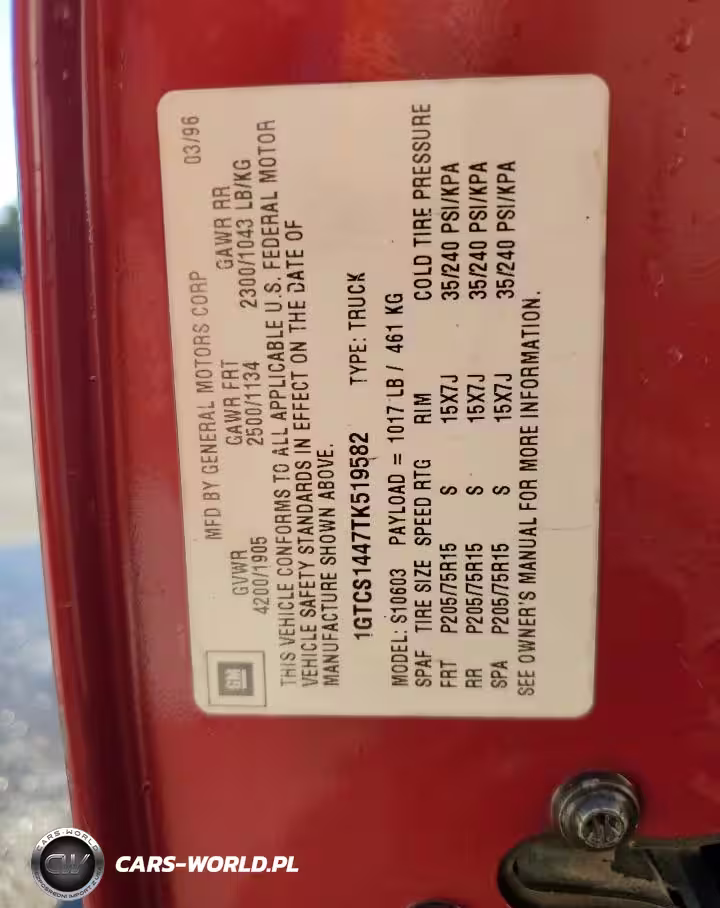 MFD BY GENERAL MOTORS CORP 03/96
GVWR GAWR FRT GAWR RR
4200/1905 2500/1134 2300/1043 LB/KG
THIS VEHICLE CONFORMS TO ALL APPLICABLE U.S. FEDERAL MOTOR
VEHICLE SAFETY STANDARDS IN EFFECT ON THE DATE OF
MANUFACTURE SHOWN ABOVE.
1GTCS1447TK519582 TYPE: TRUCK
MODEL: S10603 PAYLOAD = 1017 LB / 461 KG
SPAF TIRE SIZE SPEED RTG RIM COLD TIRE PRESSURE
FRT P205/75R15 S 15X7J 35/240 PSI/KPA
RR P205/75R15 S 15X7J 35/240 PSI/KPA
SPA P205/75R15 S 15X7J 35/240 PSI/KPA
SEE OWNER'S MANUAL FOR MORE INFORMATION.
GM
CARS-WORLD.PL
CARS-WORLD
CW